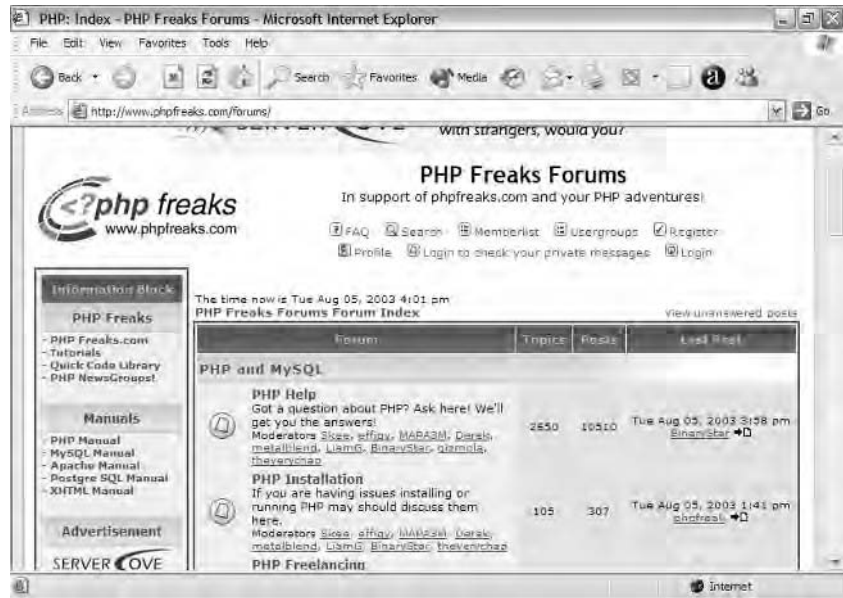 PHP: Index - PHP Freaks Forums - Microsoft Internet Explorer
File Edit View Favorites Tools Help
Back Search Favorites Media
Address http://www.phpfreaks.com/forums/ Go
with strangers, would you?
PHP Freaks Forums
In support of phpfreaks.com and your PHP adventures!
<?php freaks
www.phpfreaks.com
FAQ Search Memberlist Usergroups Register
Profile Login to check your private messages Login
Information Block
PHP Freaks
- PHP Freaks.com
- Tutorials
- Quick Code Library
- PHP NewsGroups!
Manuals
- PHP Manual
- MySQL Manual
- Apache Manual
- Postgre SQL Manual
- XHTML Manual
Advertisement
SERVER COVE
The time now is Tue Aug 05, 2003 4:01 pm
PHP Freaks Forums Forum Index View unanswered posts
Forum Topics Posts Last Post
PHP and MySQL
PHP Help
Got a question about PHP? Ask here! We'll
get you the answers!
Moderators Skee, effigy, MAPA3M, Derek,
metalblend, LiamG, BinaryStar, gizmola,
theverychap
2650 10510 Tue Aug 05, 2003 3:58 pm
BinaryStar
PHP Installation
If you are having issues installing or
running PHP may should discuss them
here.
Moderators Skee, effigy, MAPA3M, Derek,
metalblend, LiamG, BinaryStar, theverychap
105 307 Tue Aug 05, 2003 1:41 pm
phpfreak
PHP Freelancing
Internet